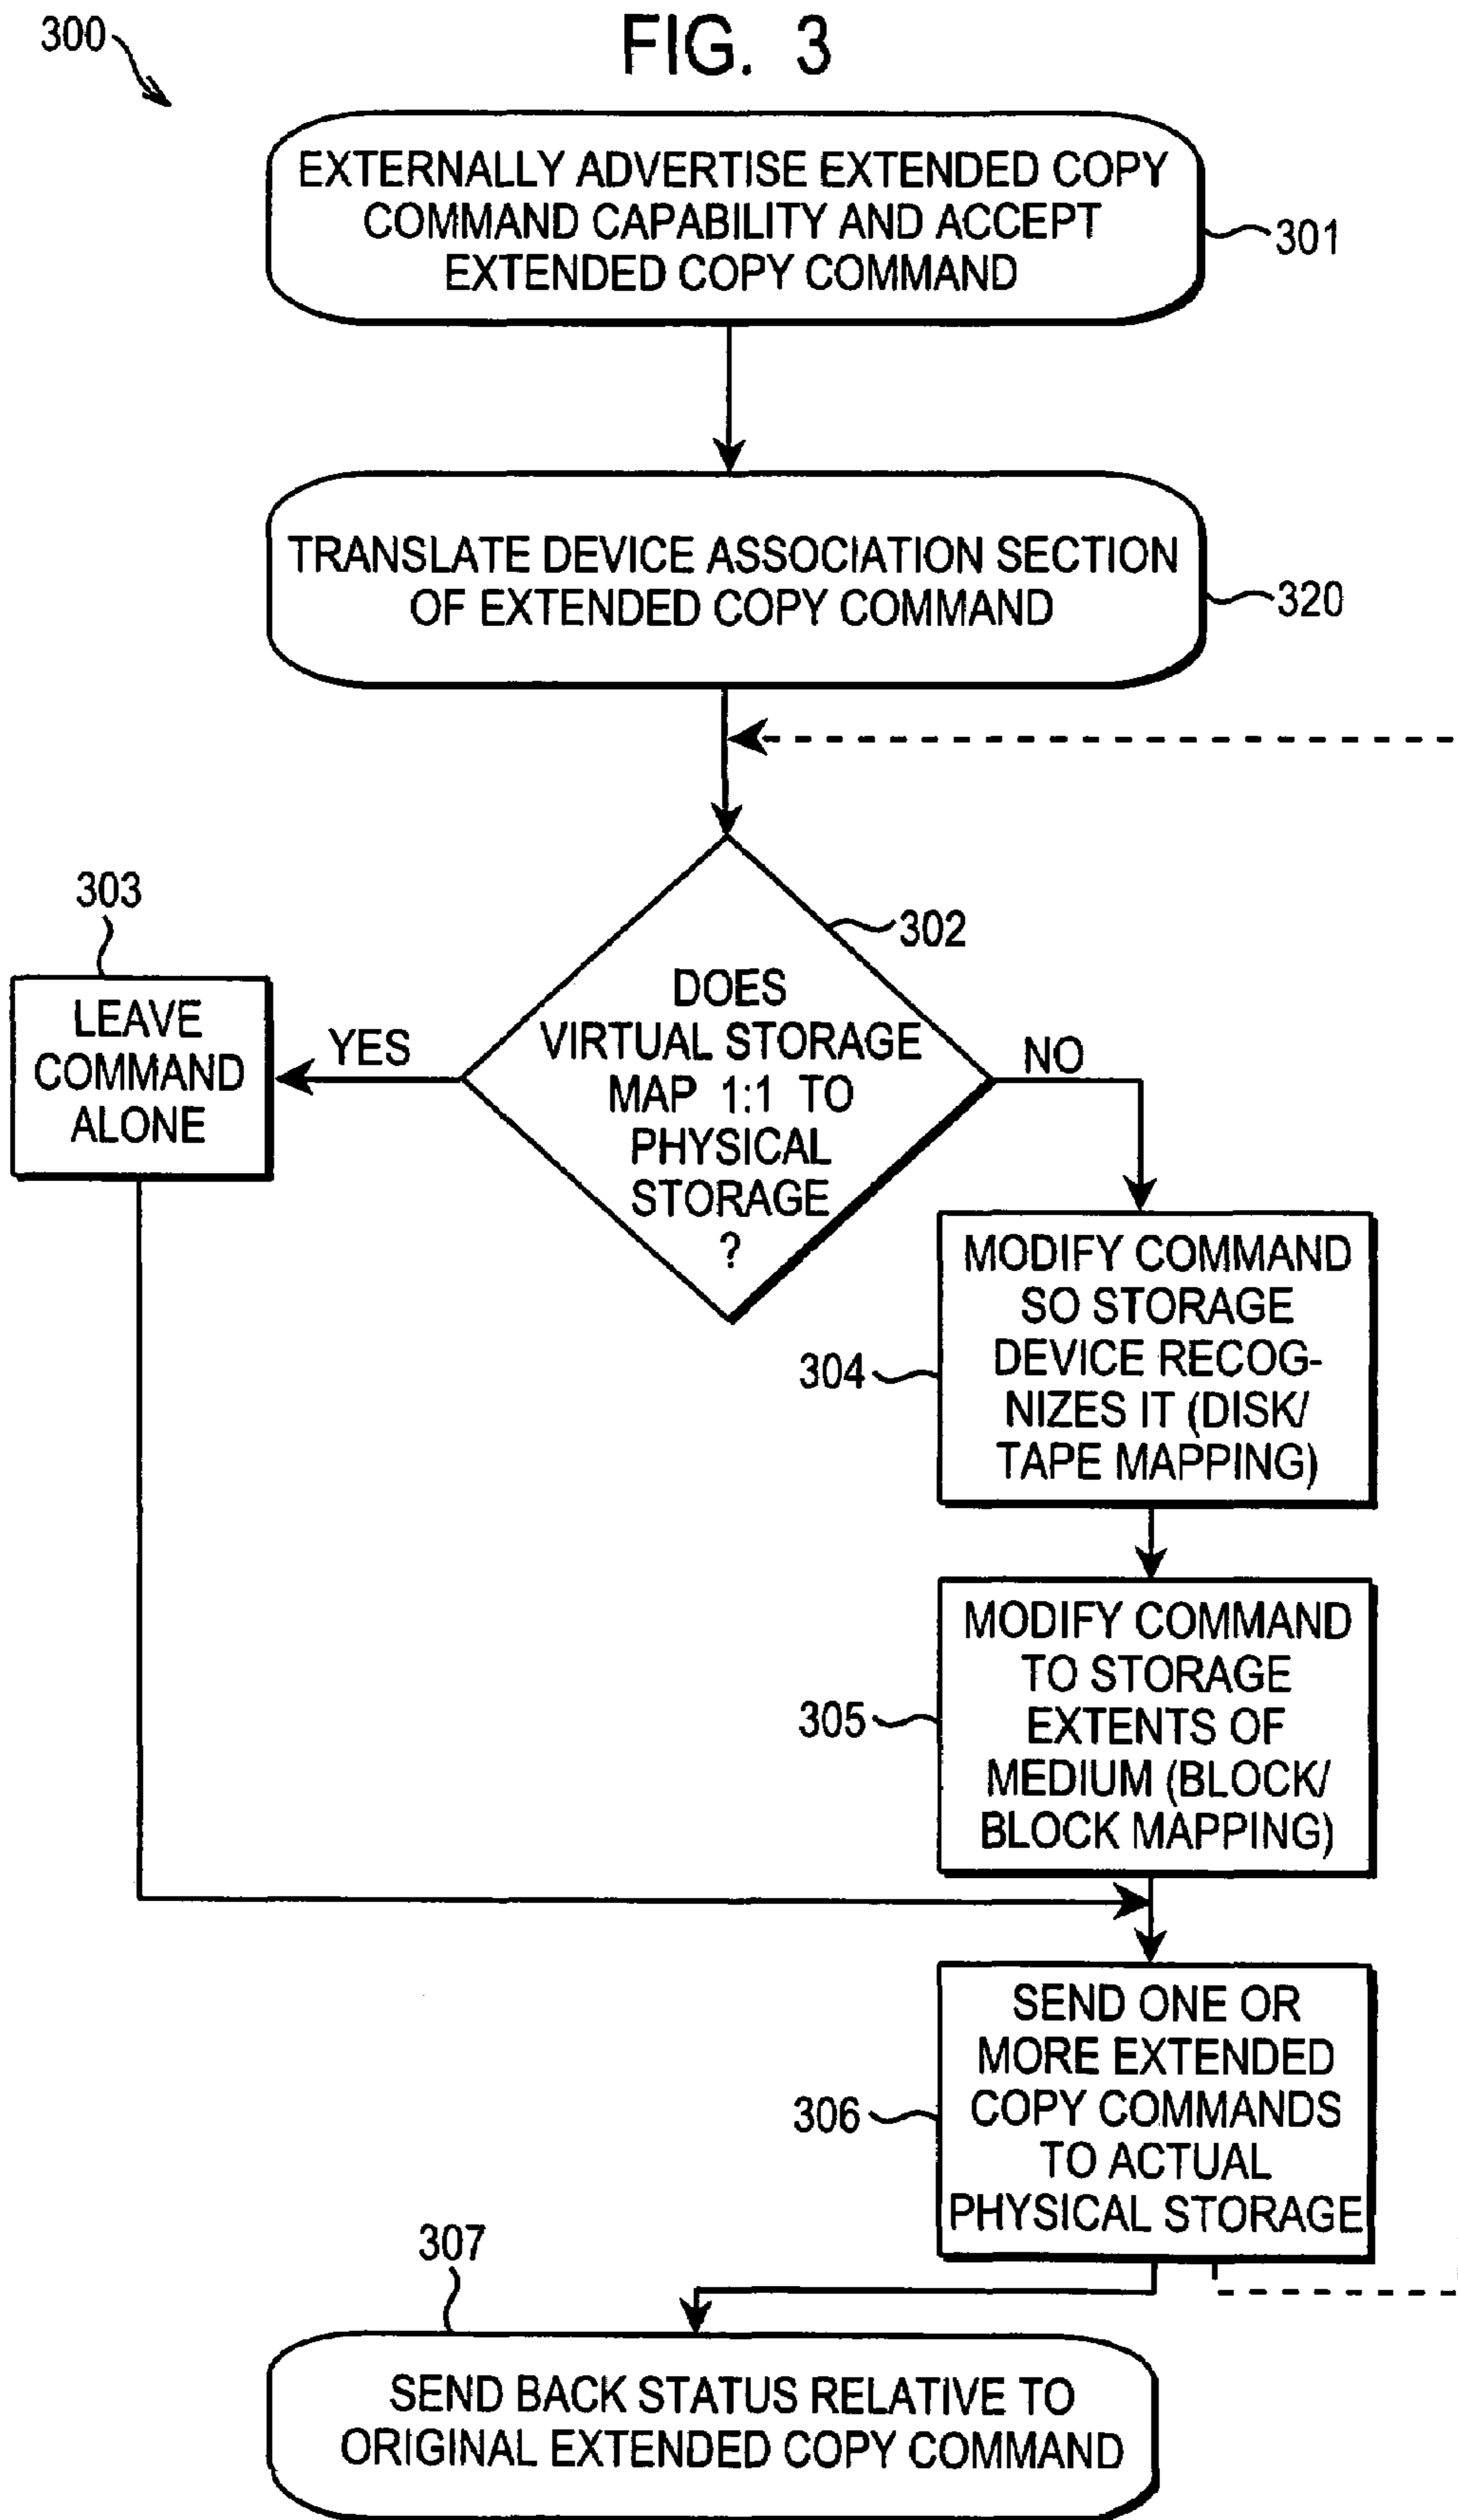 300
FIG. 3
EXTERNALLY ADVERTISE EXTENDED COPY
COMMAND CAPABILITY AND ACCEPT
EXTENDED COPY COMMAND
301
TRANSLATE DEVICE ASSOCIATION SECTION
OF EXTENDED COPY COMMAND
320
303
LEAVE
COMMAND
ALONE
YES
302
DOES
VIRTUAL STORAGE
MAP 1:1 TO
PHYSICAL
STORAGE
?
NO
MODIFY COMMAND
SO STORAGE
DEVICE RECOG-
NIZES IT (DISK/
TAPE MAPPING)
304
MODIFY COMMAND
TO STORAGE
EXTENTS OF
MEDIUM (BLOCK/
BLOCK MAPPING)
305
SEND ONE OR
MORE EXTENDED
COPY COMMANDS
TO ACTUAL
PHYSICAL STORAGE
306
307
SEND BACK STATUS RELATIVE TO
ORIGINAL EXTENDED COPY COMMAND